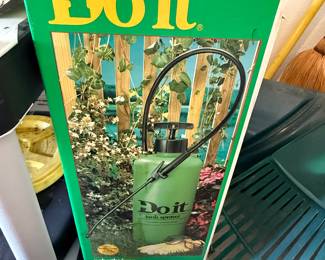 Do it®
Do it
tank sprayer